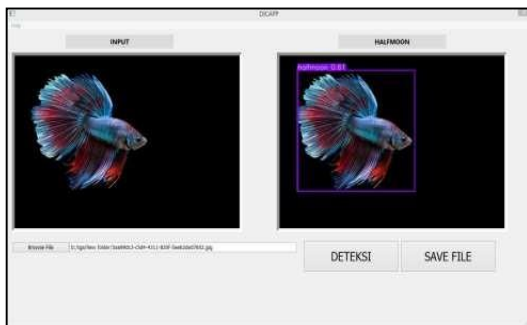 DICAPP
INPUT
HALFMOON
halfmoon 0.81
Browse File
DETEKSI
SAVE FILE